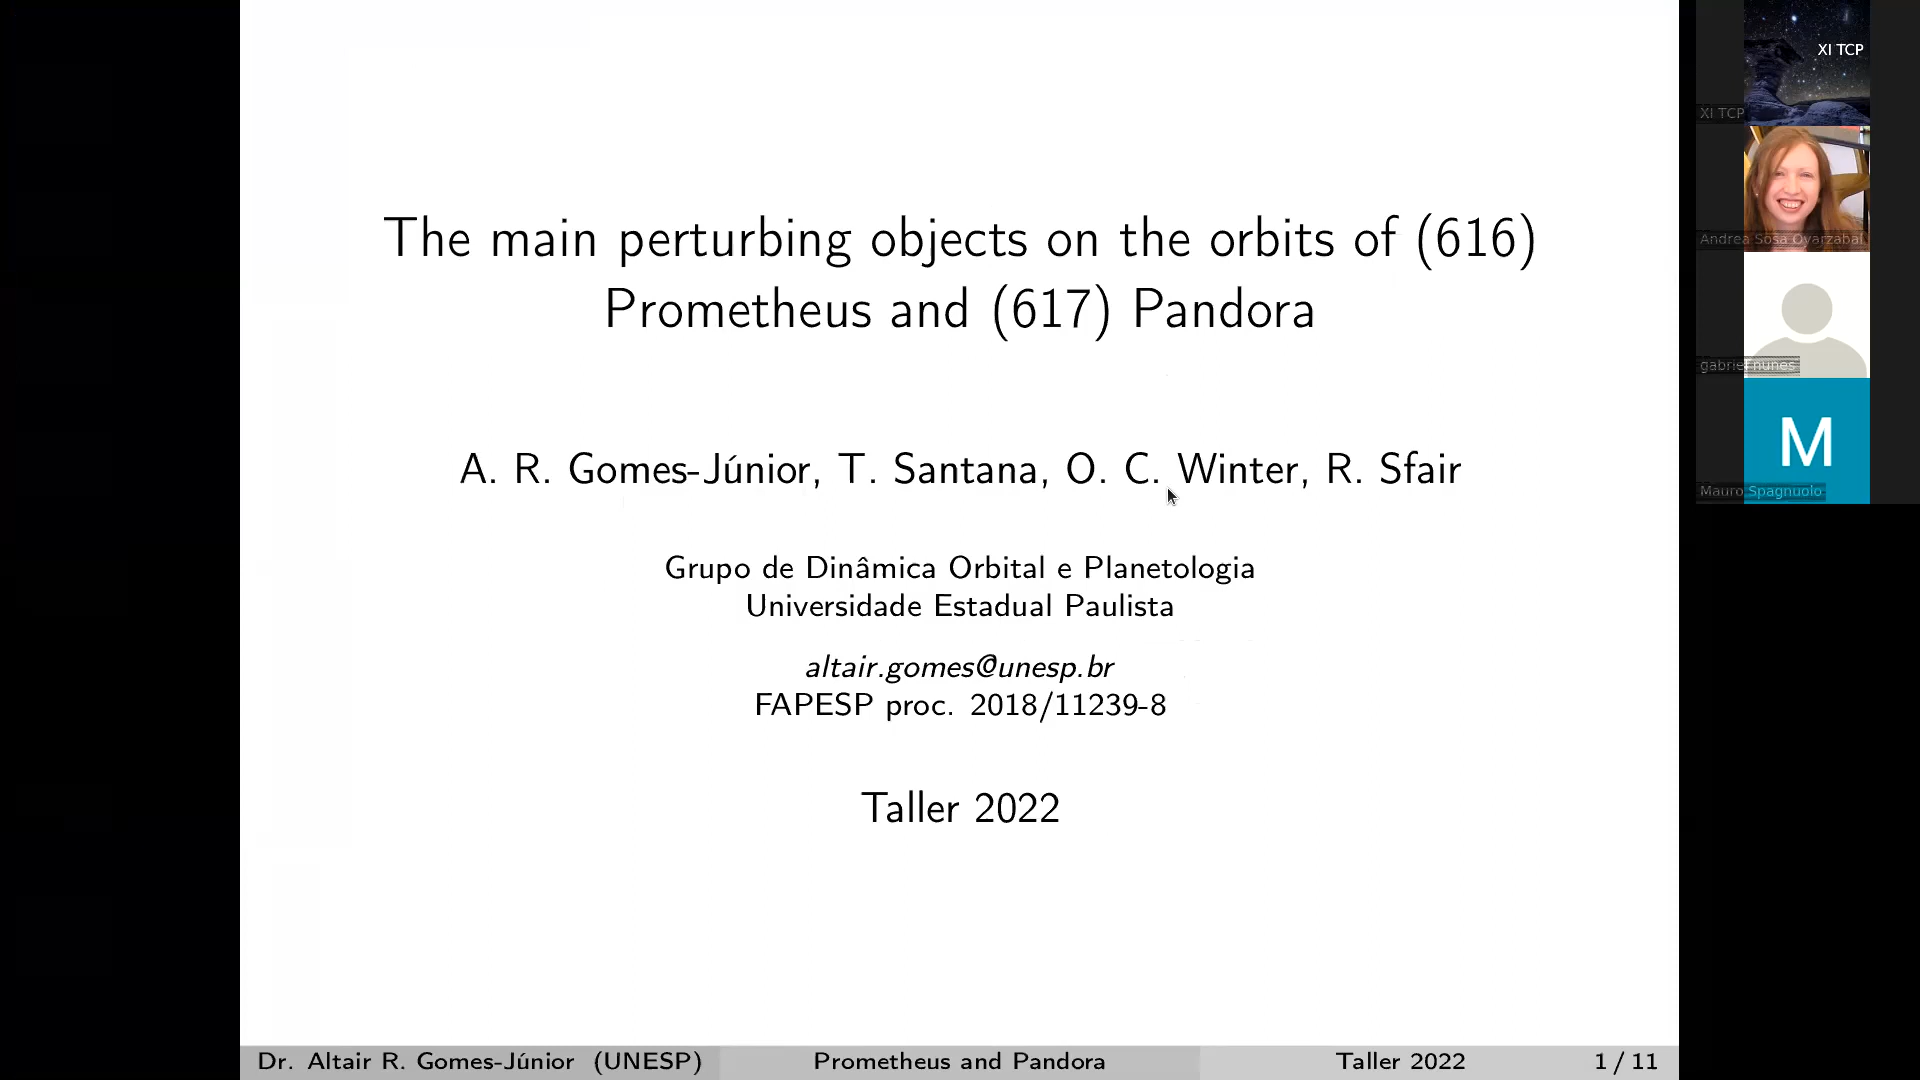 The main perturbing objects on the orbits of (616)
Prometheus and (617) Pandora
A. R. Gomes-Júnior, T. Santana, O. C. Winter, R. Sfair
Grupo de Dinâmica Orbital e Planetologia
Universidade Estadual Paulista
altair.gomes@unesp.br
FAPESP proc. 2018/11239-8
Taller 2022
Dr. Altair R. Gomes-Júnior (UNESP) Prometheus and Pandora Taller 2022 1 / 11
XI TCP
XI TCP
Andrea Sosa Oyarzabal
gabriel nunes
M
Mauro Spagnuolo